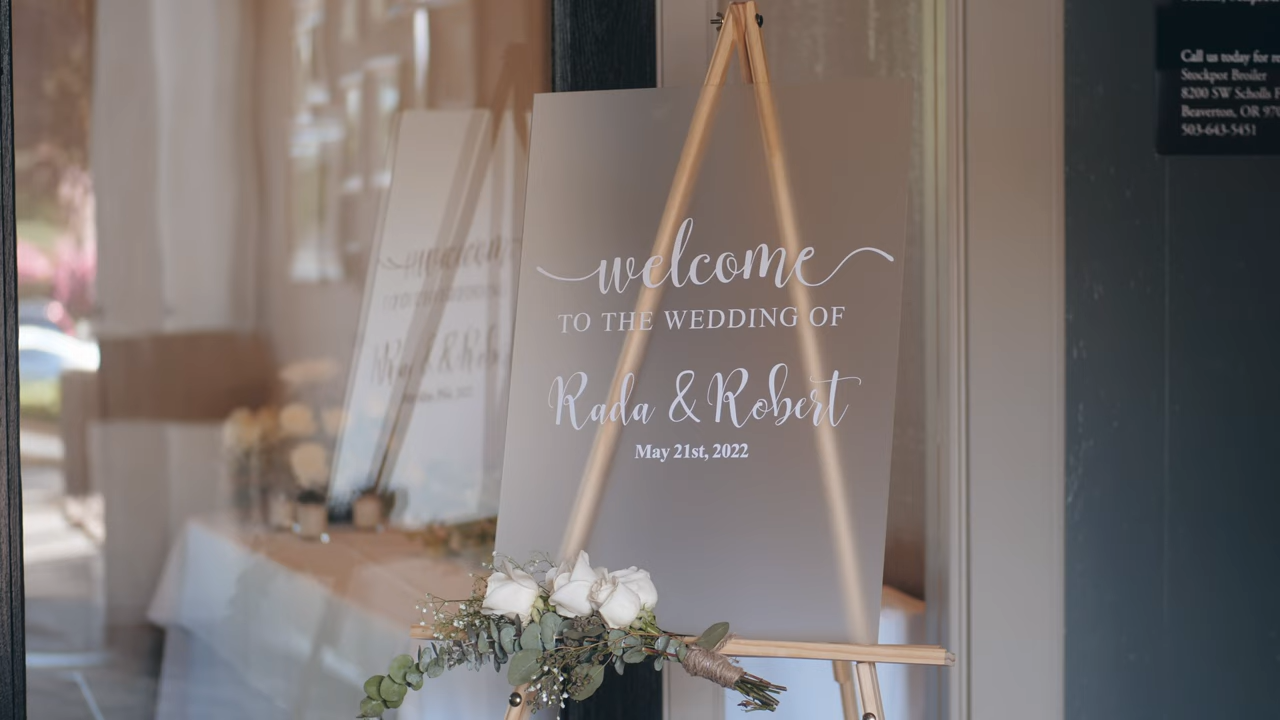 welcome
TO THE WEDDING OF
Rada & Robert
May 21st, 2022
Call us today for
Stockpot Broiler
8200 SW Scholls
Beaverton, OR
503-643-5451